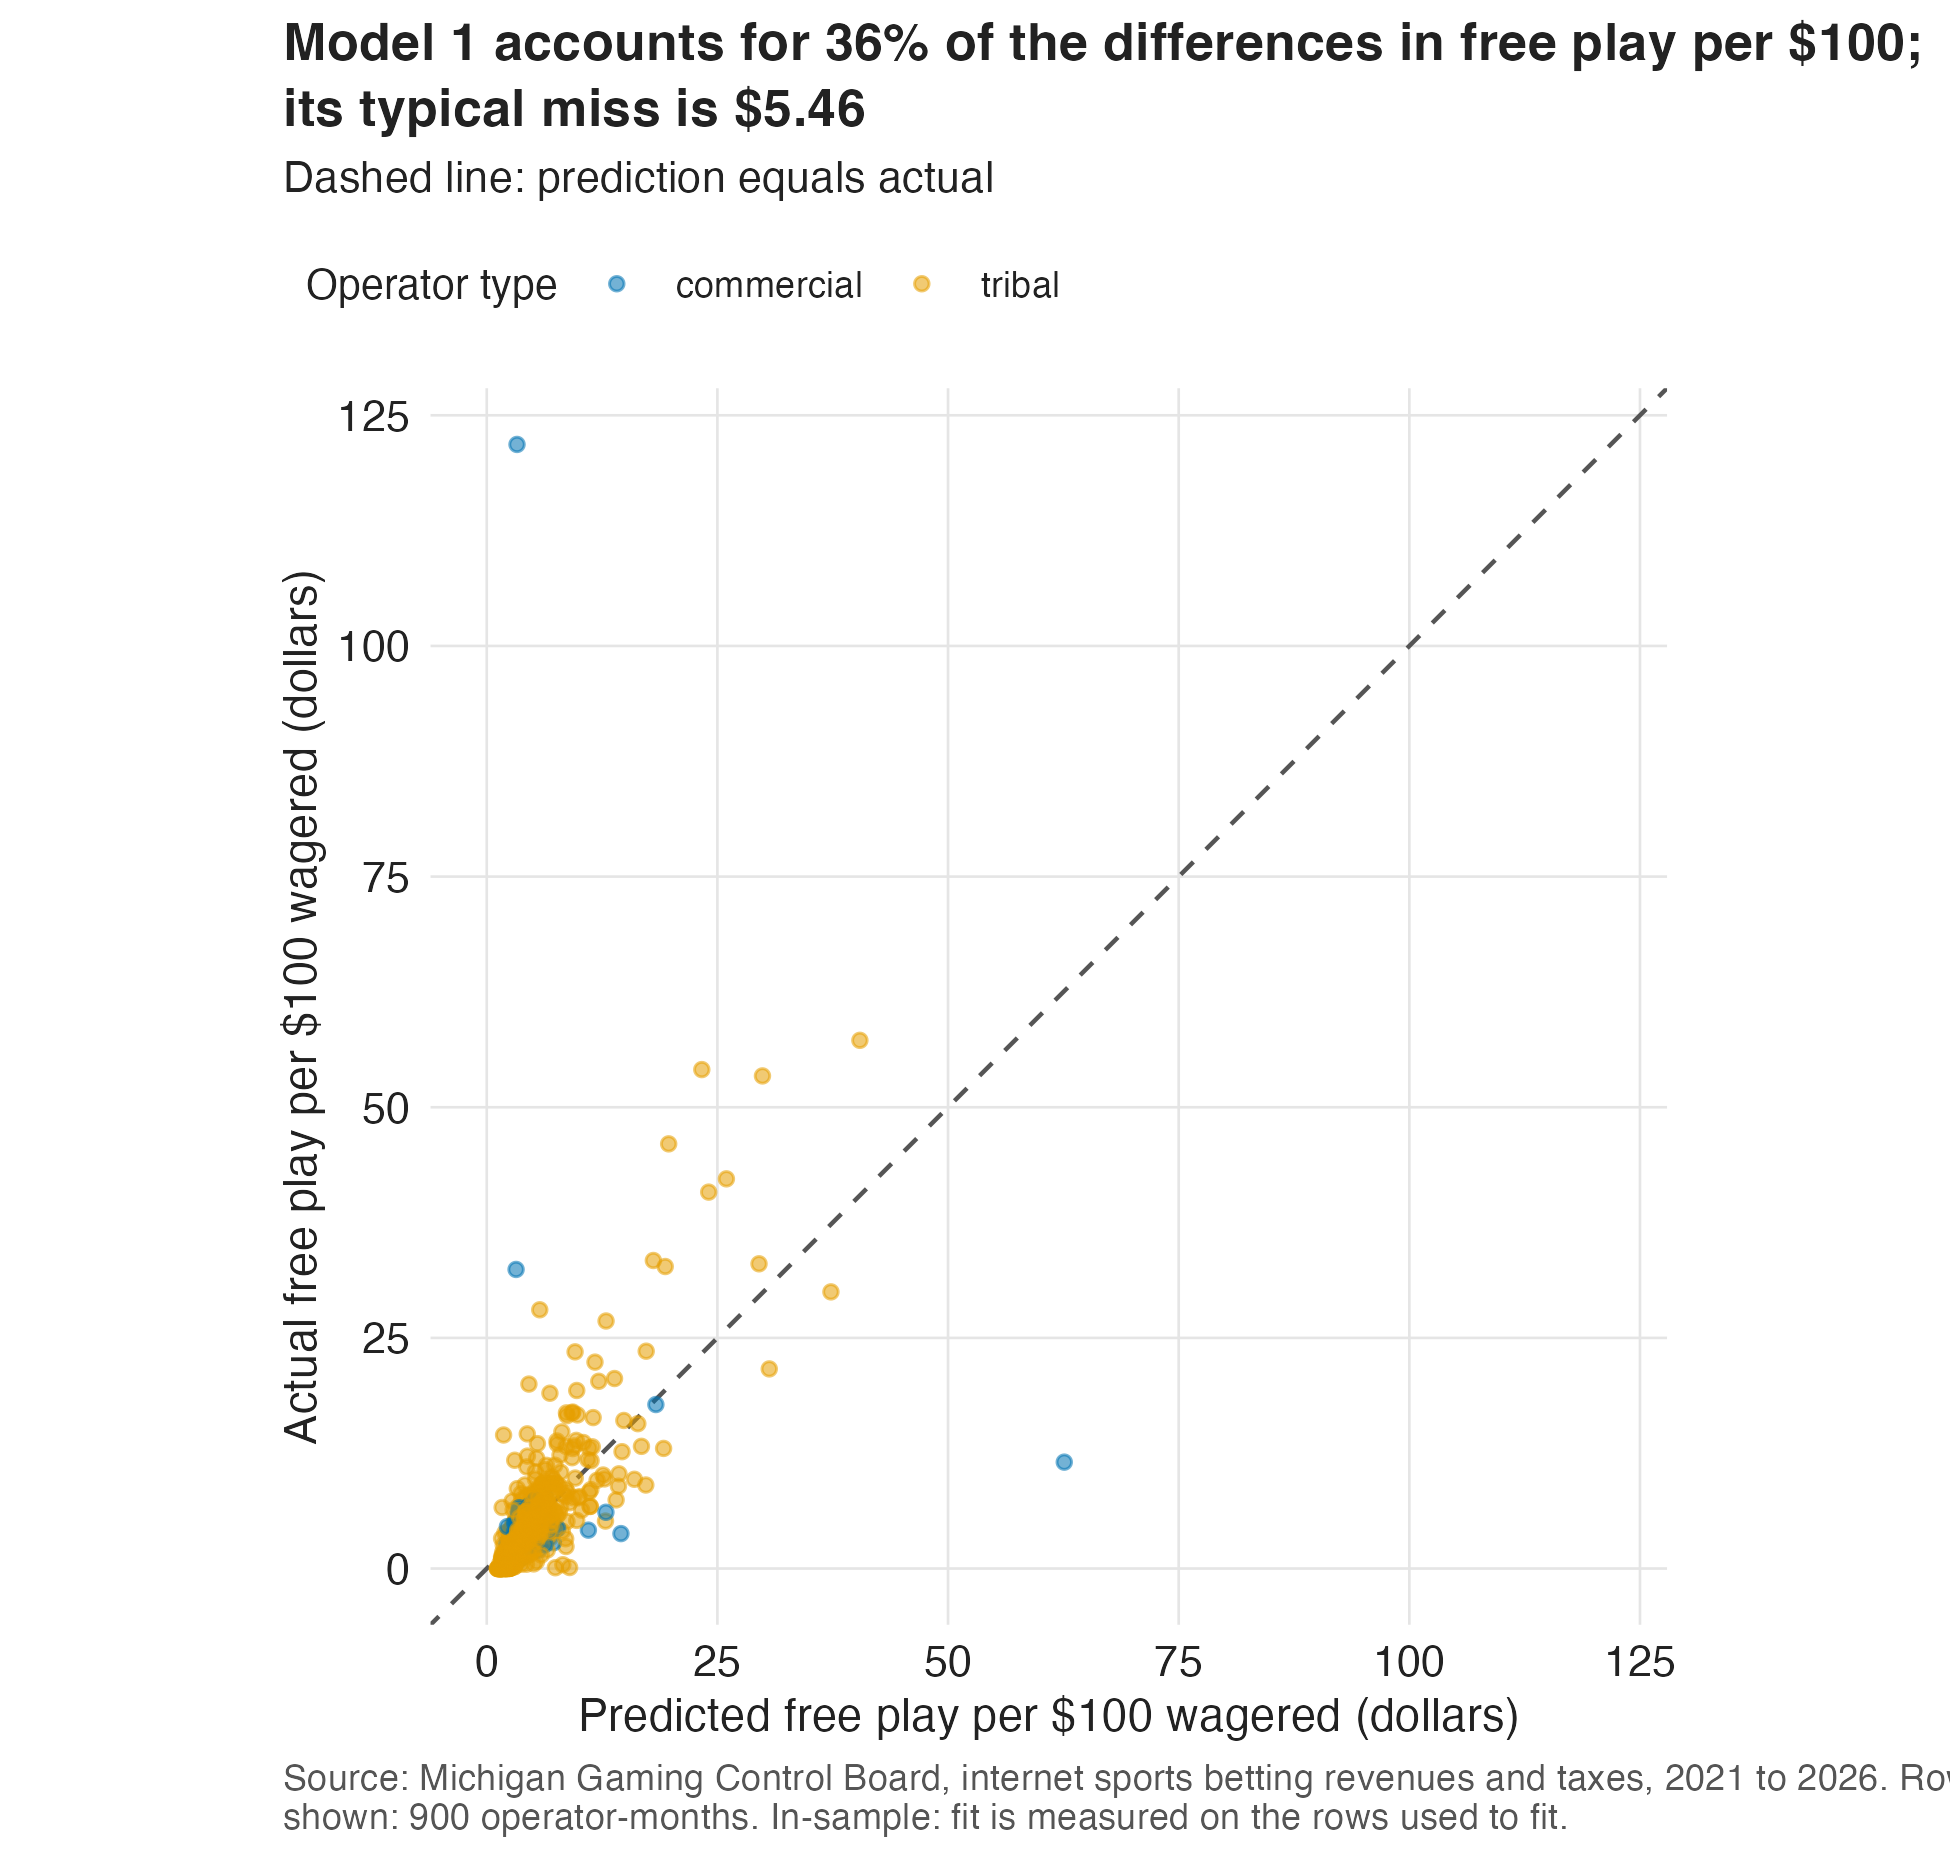 Model 1 accounts for 36% of the differences in free play per $100;
its typical miss is $5.46
Dashed line: prediction equals actual
Operator type
commercial
tribal
Actual free play per $100 wagered (dollars)
125
100
75
50
25
0
0
25
50
75
100
125
Predicted free play per $100 wagered (dollars)
Source: Michigan Gaming Control Board, internet sports betting revenues and taxes, 2021 to 2026.
shown: 900 operator-months. In-sample: fit is measured on the rows used to fit.